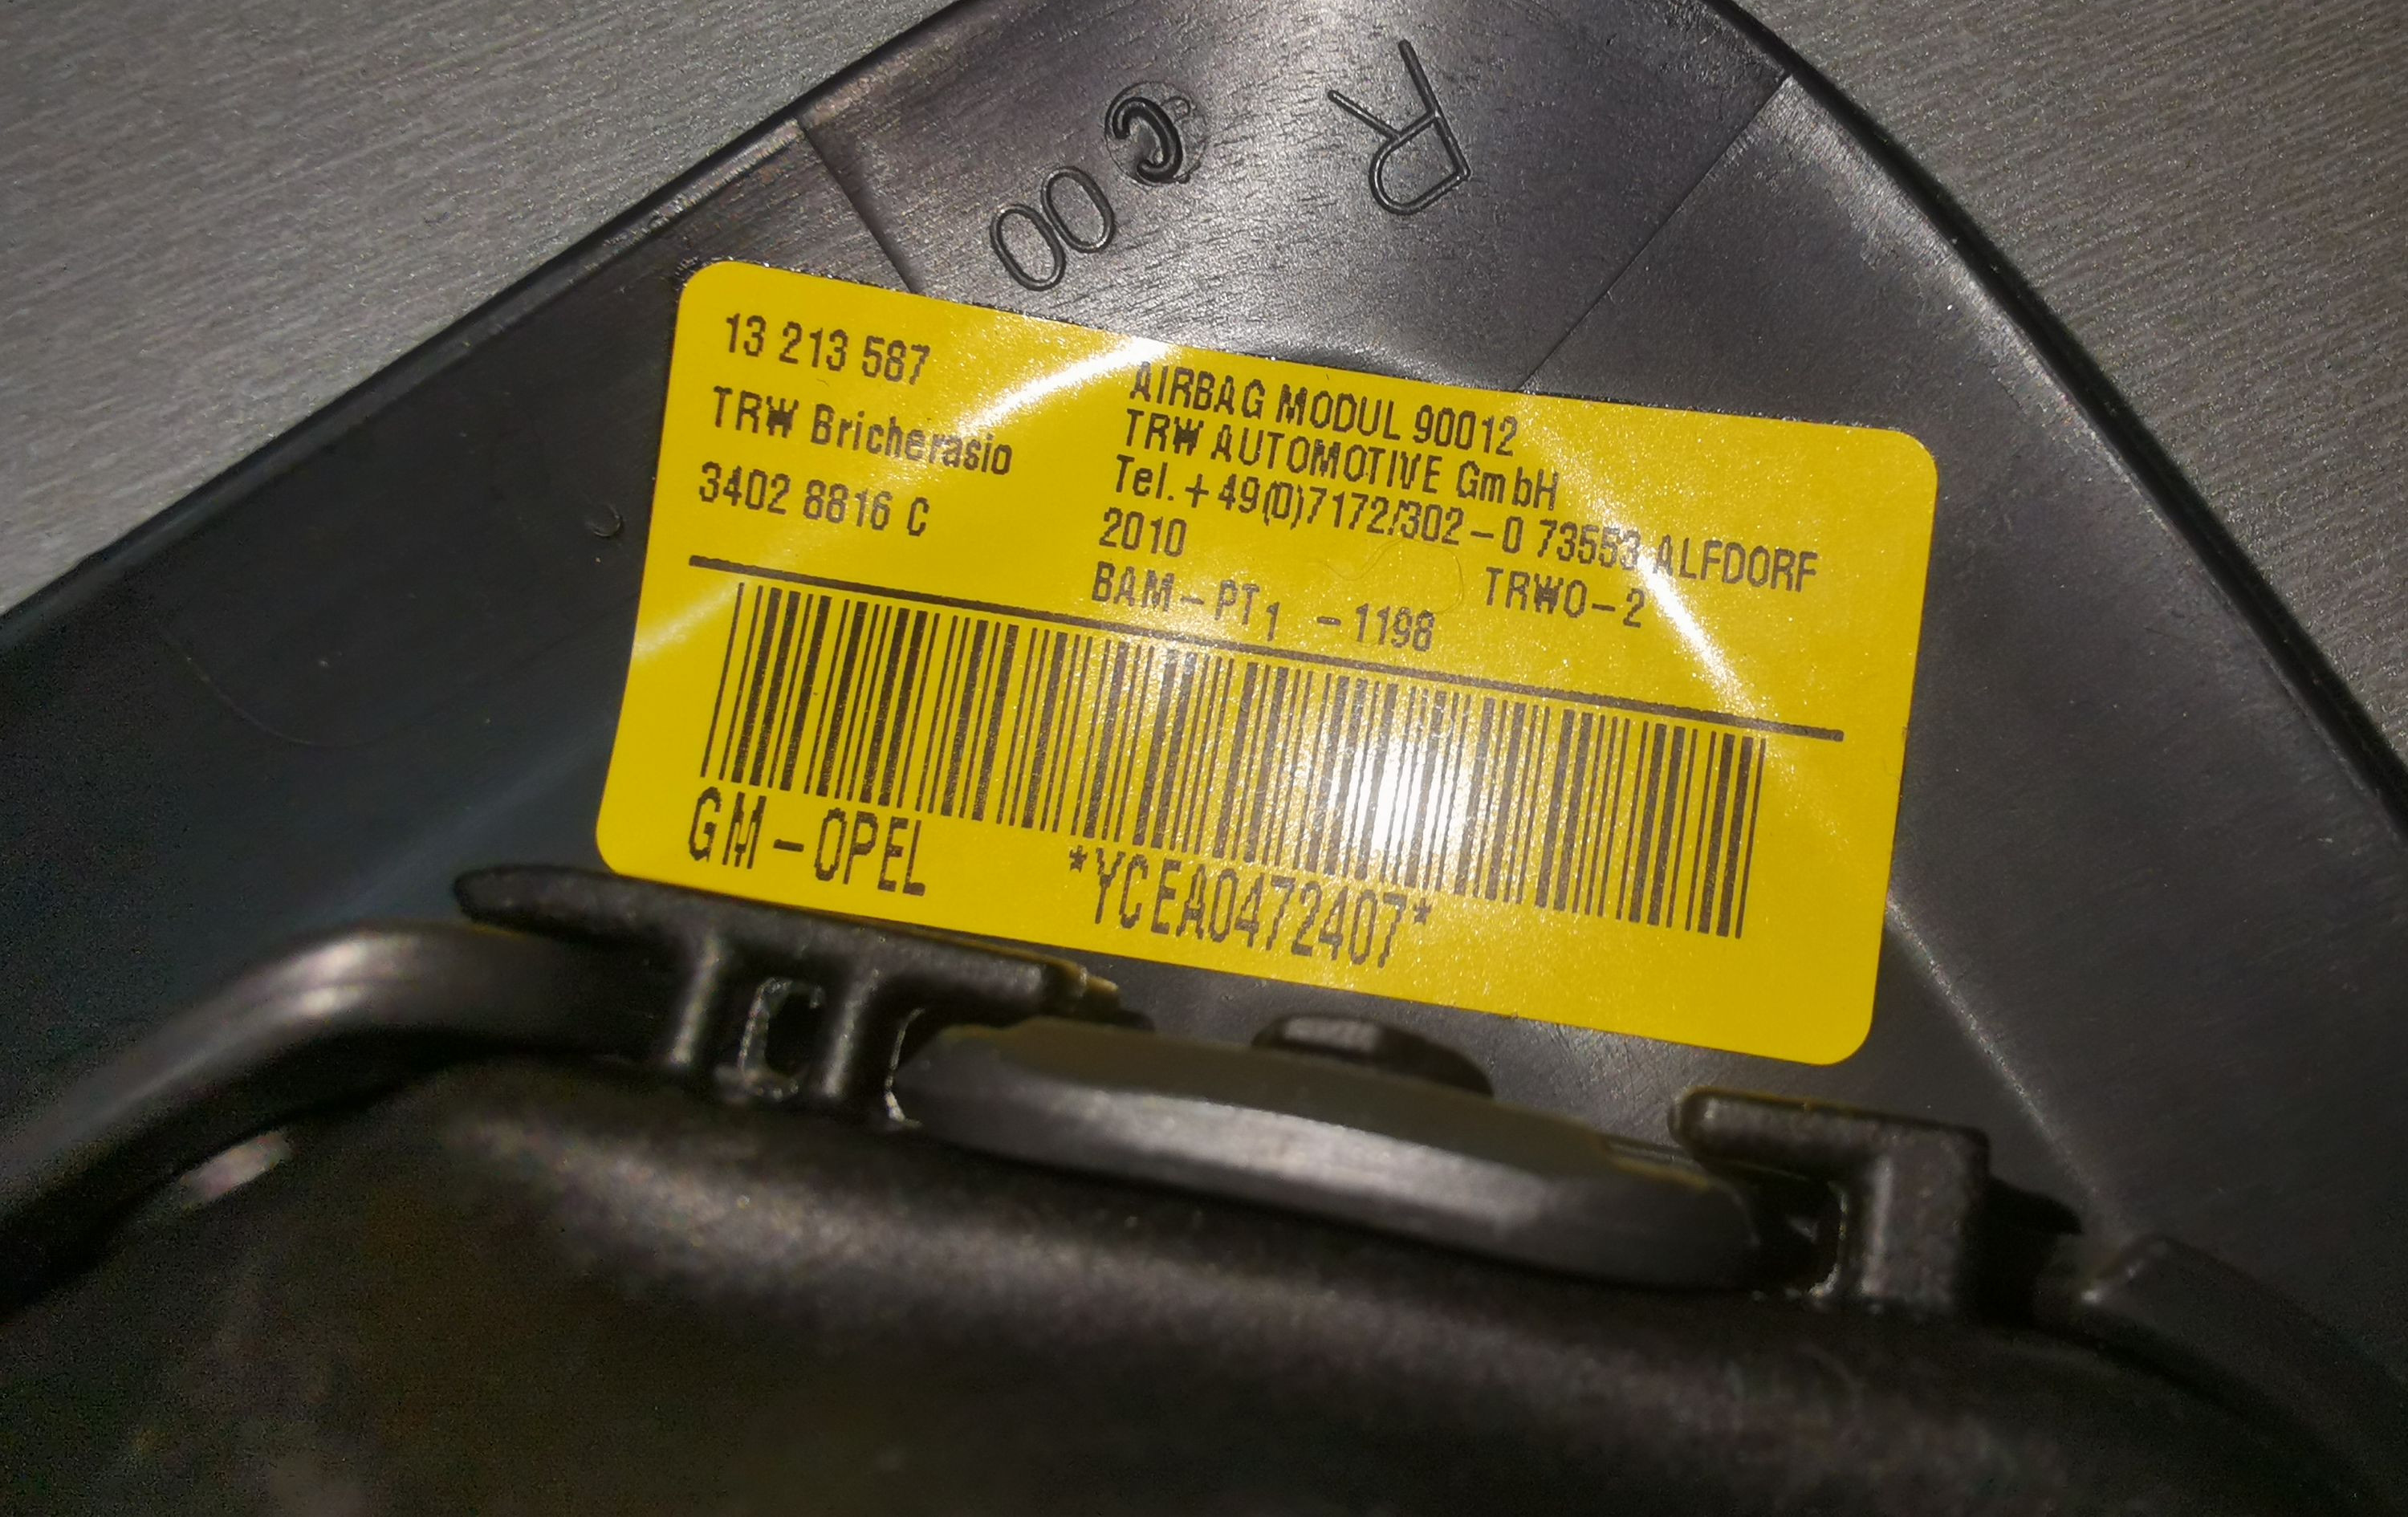 R
C
00
13 213 587
TRW Bricherasio
3402 8816 C
AIRBAG MODUL 90012
TRW AUTOMOTIVE GmbH
Tel. + 49(0)7172/302-0 73553 ALFDORF
2010
BAM-PT1 -1198 TRWO-2
GM-OPEL *YCEA0472407*